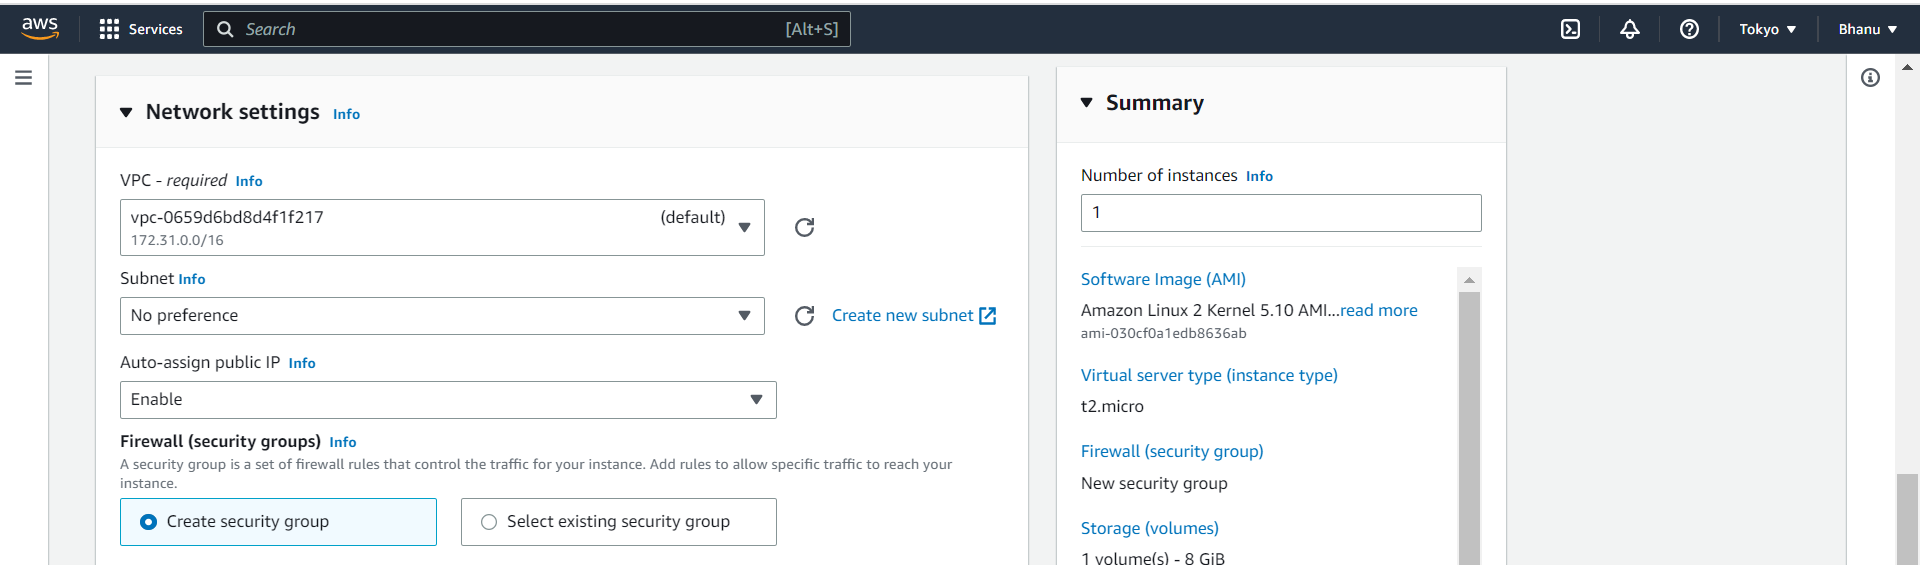 aws
Services
Search [Alt+S]
Tokyo
Bhanu
Network settings Info
VPC - required Info
vpc-0659d6bd8d4f1f217 (default)
172.31.0.0/16
Subnet Info
No preference
Create new subnet
Auto-assign public IP Info
Enable
Firewall (security groups) Info
A security group is a set of firewall rules that control the traffic for your instance. Add rules to allow specific traffic to reach your
instance.
Create security group
Select existing security group
Summary
Number of instances Info
1
Software Image (AMI)
Amazon Linux 2 Kernel 5.10 AMI...read more
ami-030cf0a1edb8636ab
Virtual server type (instance type)
t2.micro
Firewall (security group)
New security group
Storage (volumes)
1 volume(s) - 8 GiB